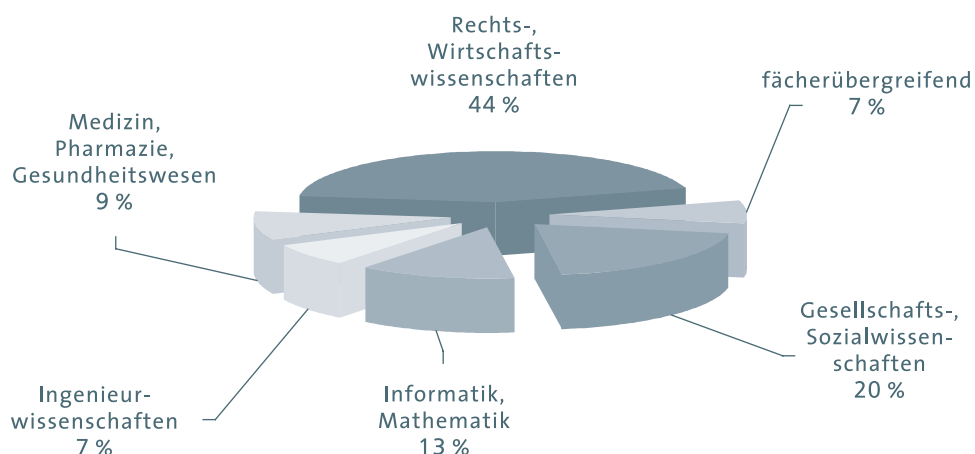 Rechts-,
Wirtschafts-
wissenschaften
44 %
fächerübergreifend
7 %
Medizin,
Pharmazie,
Gesundheitswesen
9 %
Gesellschafts-,
Sozialwissen-
schaften
20 %
Ingenieur-
wissenschaften
7 %
Informatik,
Mathematik
13 %